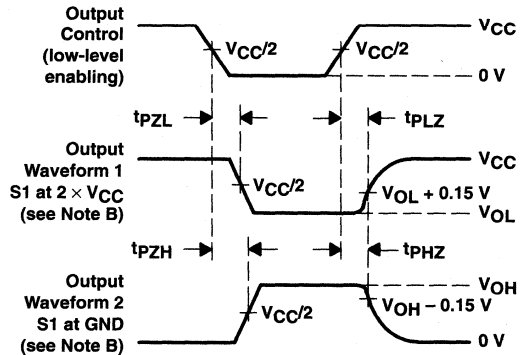 Output
Control
(low-level
enabling)
VCC/2
VCC/2
VCC
0 V
tPZL
tPLZ
Output
Waveform 1
S1 at 2 × VCC
(see Note B)
VCC/2
VCC
VOL + 0.15 V
VOL
tPZH
tPHZ
Output
Waveform 2
S1 at GND
(see Note B)
VCC/2
VOH
VOH – 0.15 V
0 V